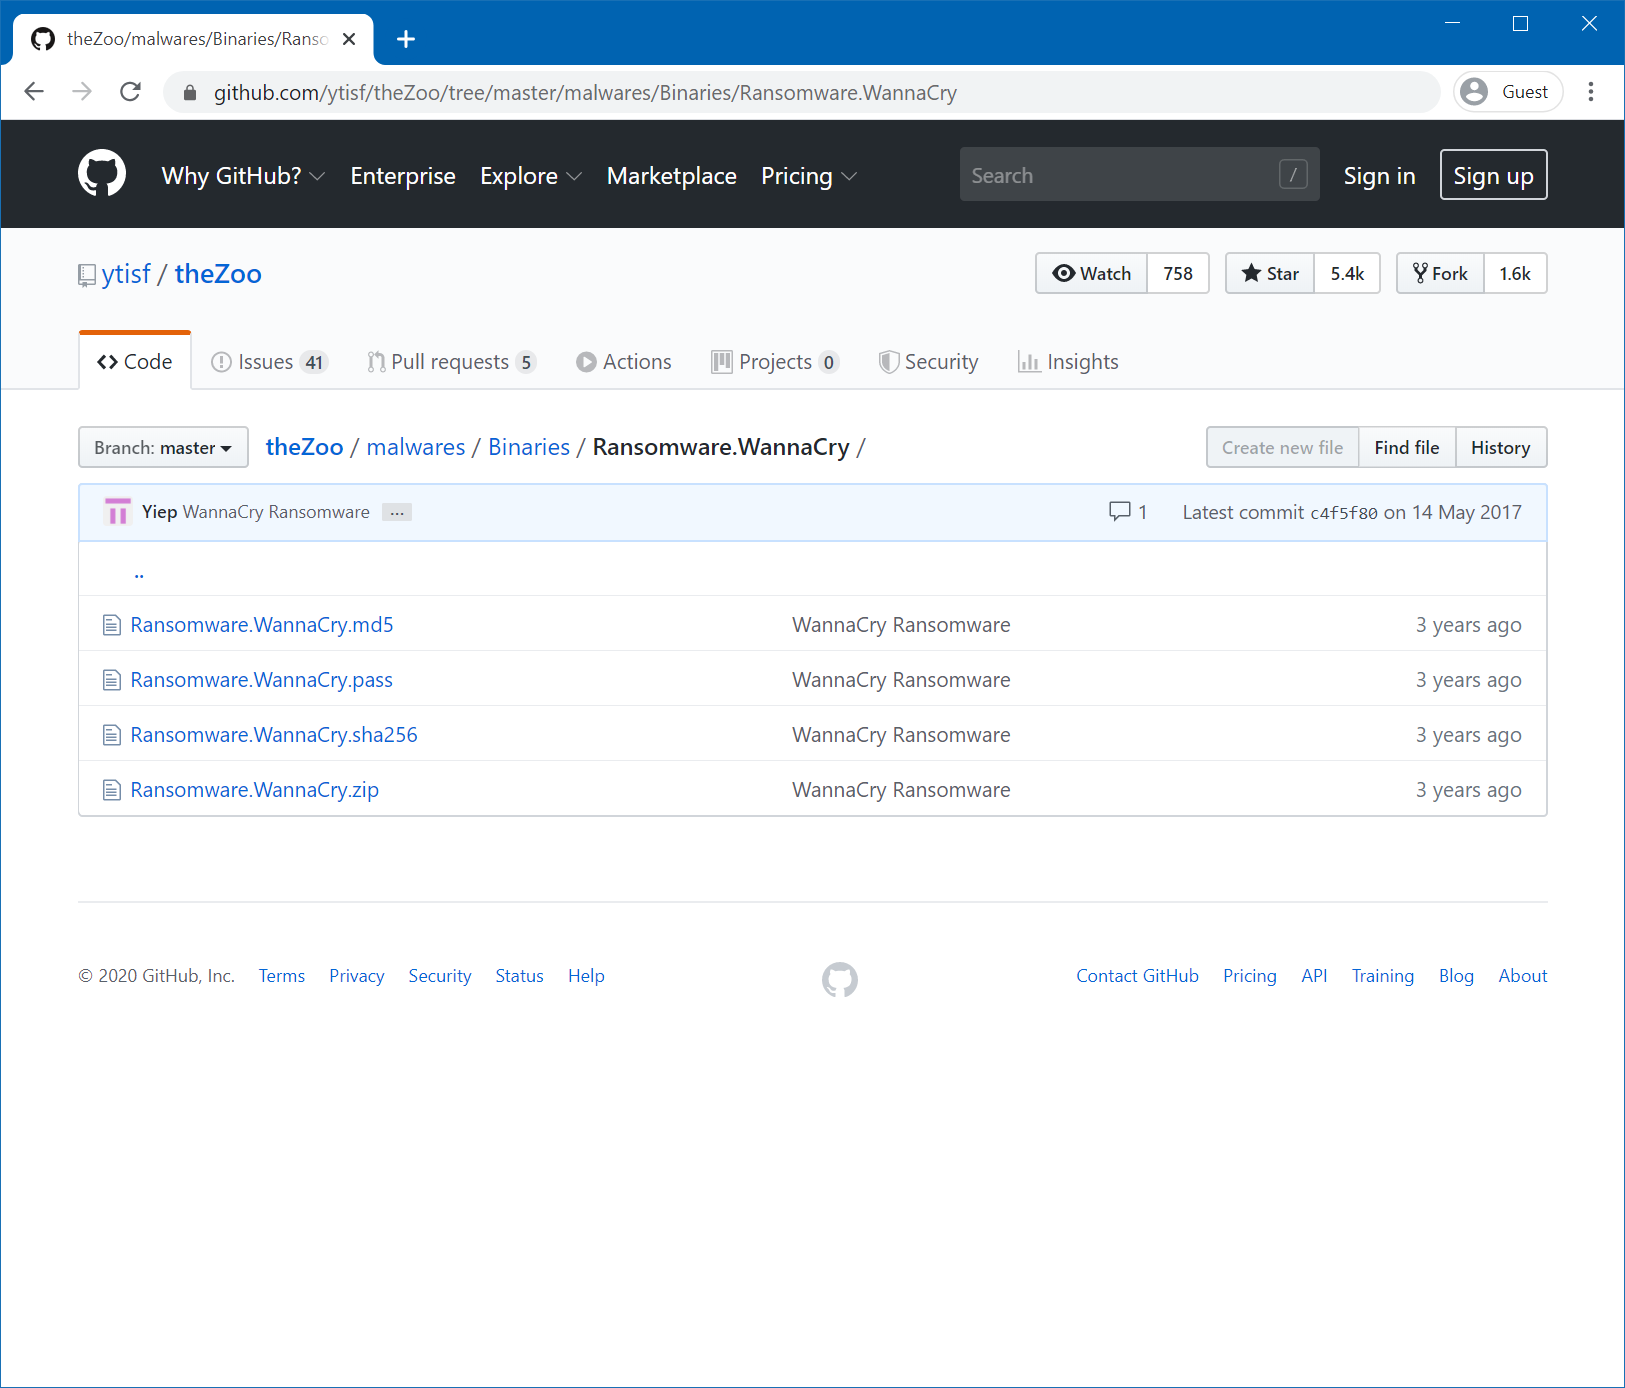 theZoo/malwares/Binaries/Ranso
github.com/ytisf/theZoo/tree/master/malwares/Binaries/Ransomware.WannaCry
Guest
Why GitHub? Enterprise Explore Marketplace Pricing Search / Sign in Sign up
ytisf / theZoo Watch 758 Star 5.4k Fork 1.6k
Code Issues 41 Pull requests 5 Actions Projects 0 Security Insights
Branch: master theZoo / malwares / Binaries / Ransomware.WannaCry / Create new file Find file History
Yiep WannaCry Ransomware ... 1 Latest commit c4f5f80 on 14 May 2017
..
Ransomware.WannaCry.md5 WannaCry Ransomware 3 years ago
Ransomware.WannaCry.pass WannaCry Ransomware 3 years ago
Ransomware.WannaCry.sha256 WannaCry Ransomware 3 years ago
Ransomware.WannaCry.zip WannaCry Ransomware 3 years ago
© 2020 GitHub, Inc. Terms Privacy Security Status Help Contact GitHub Pricing API Training Blog About